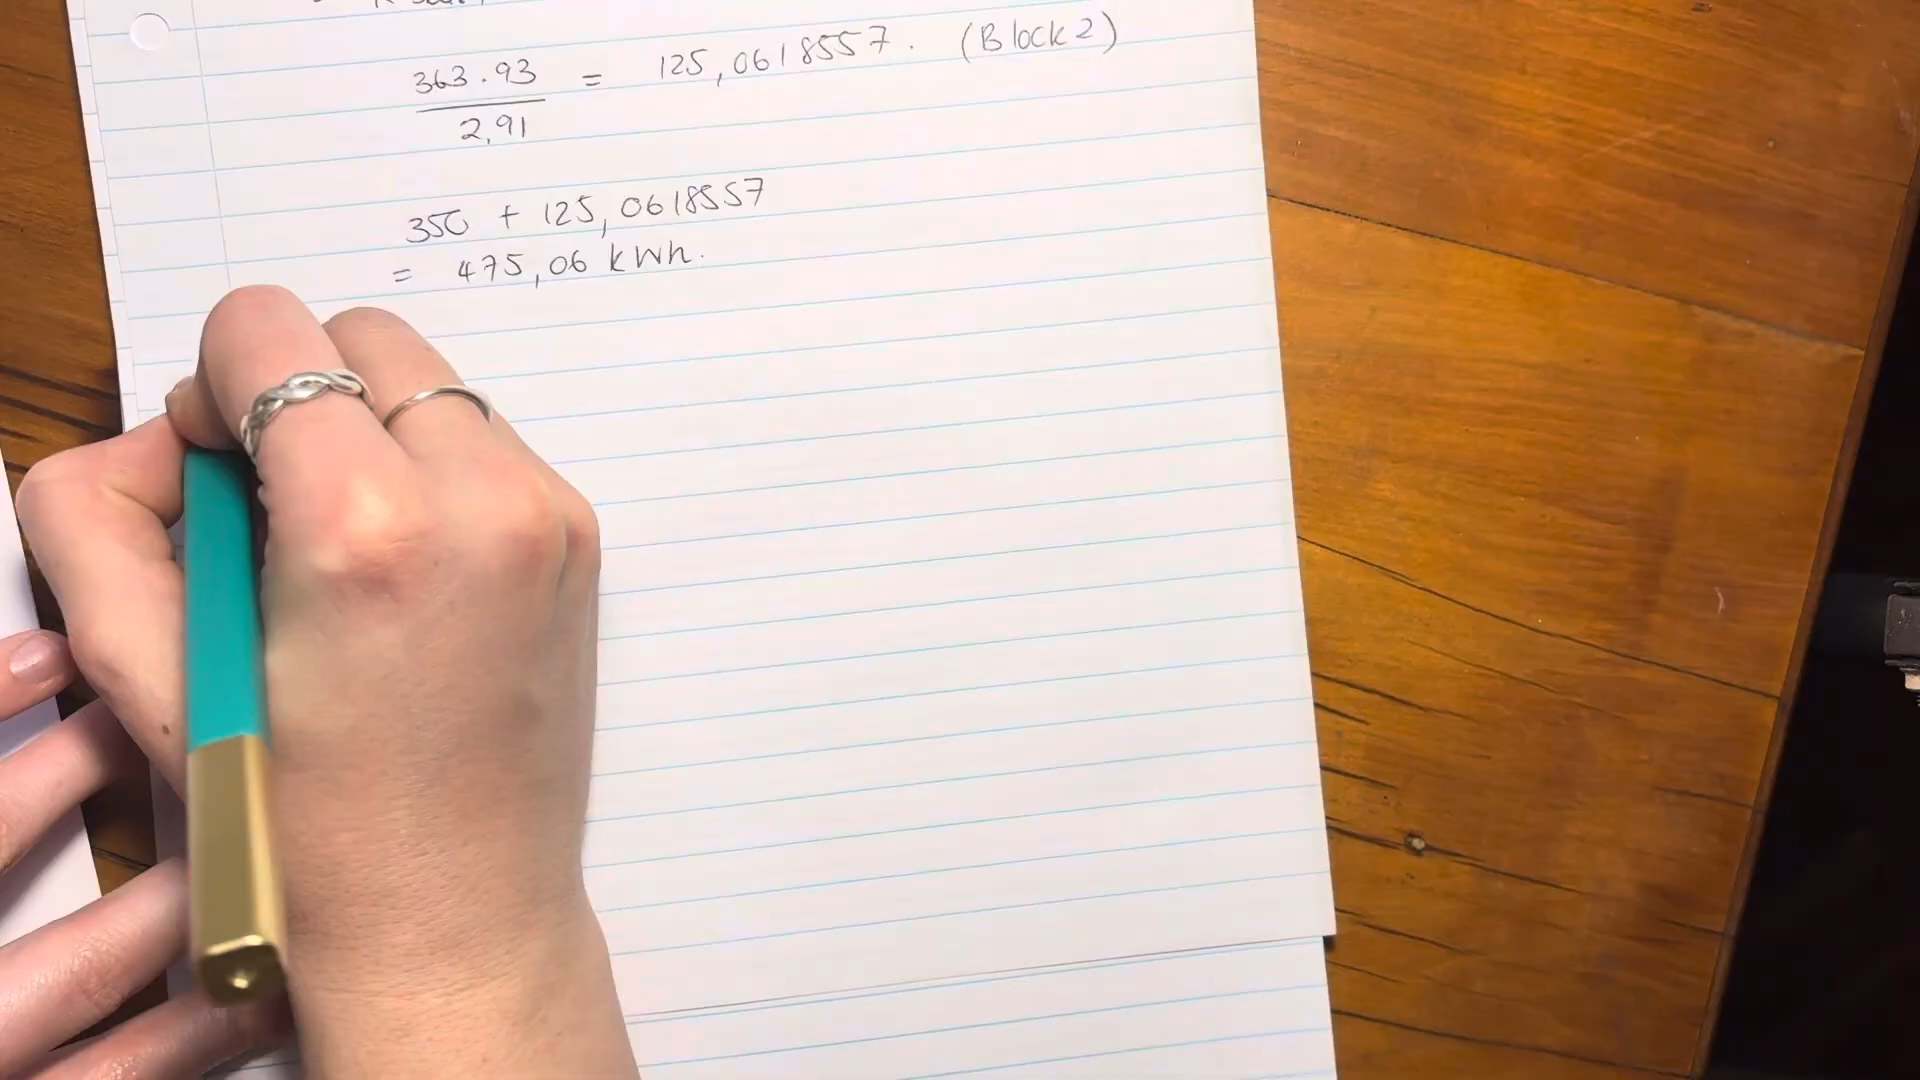 363.93 = 125,0618557. (Block 2)
2,91
350 + 125,0618557
= 475,06 kWh.